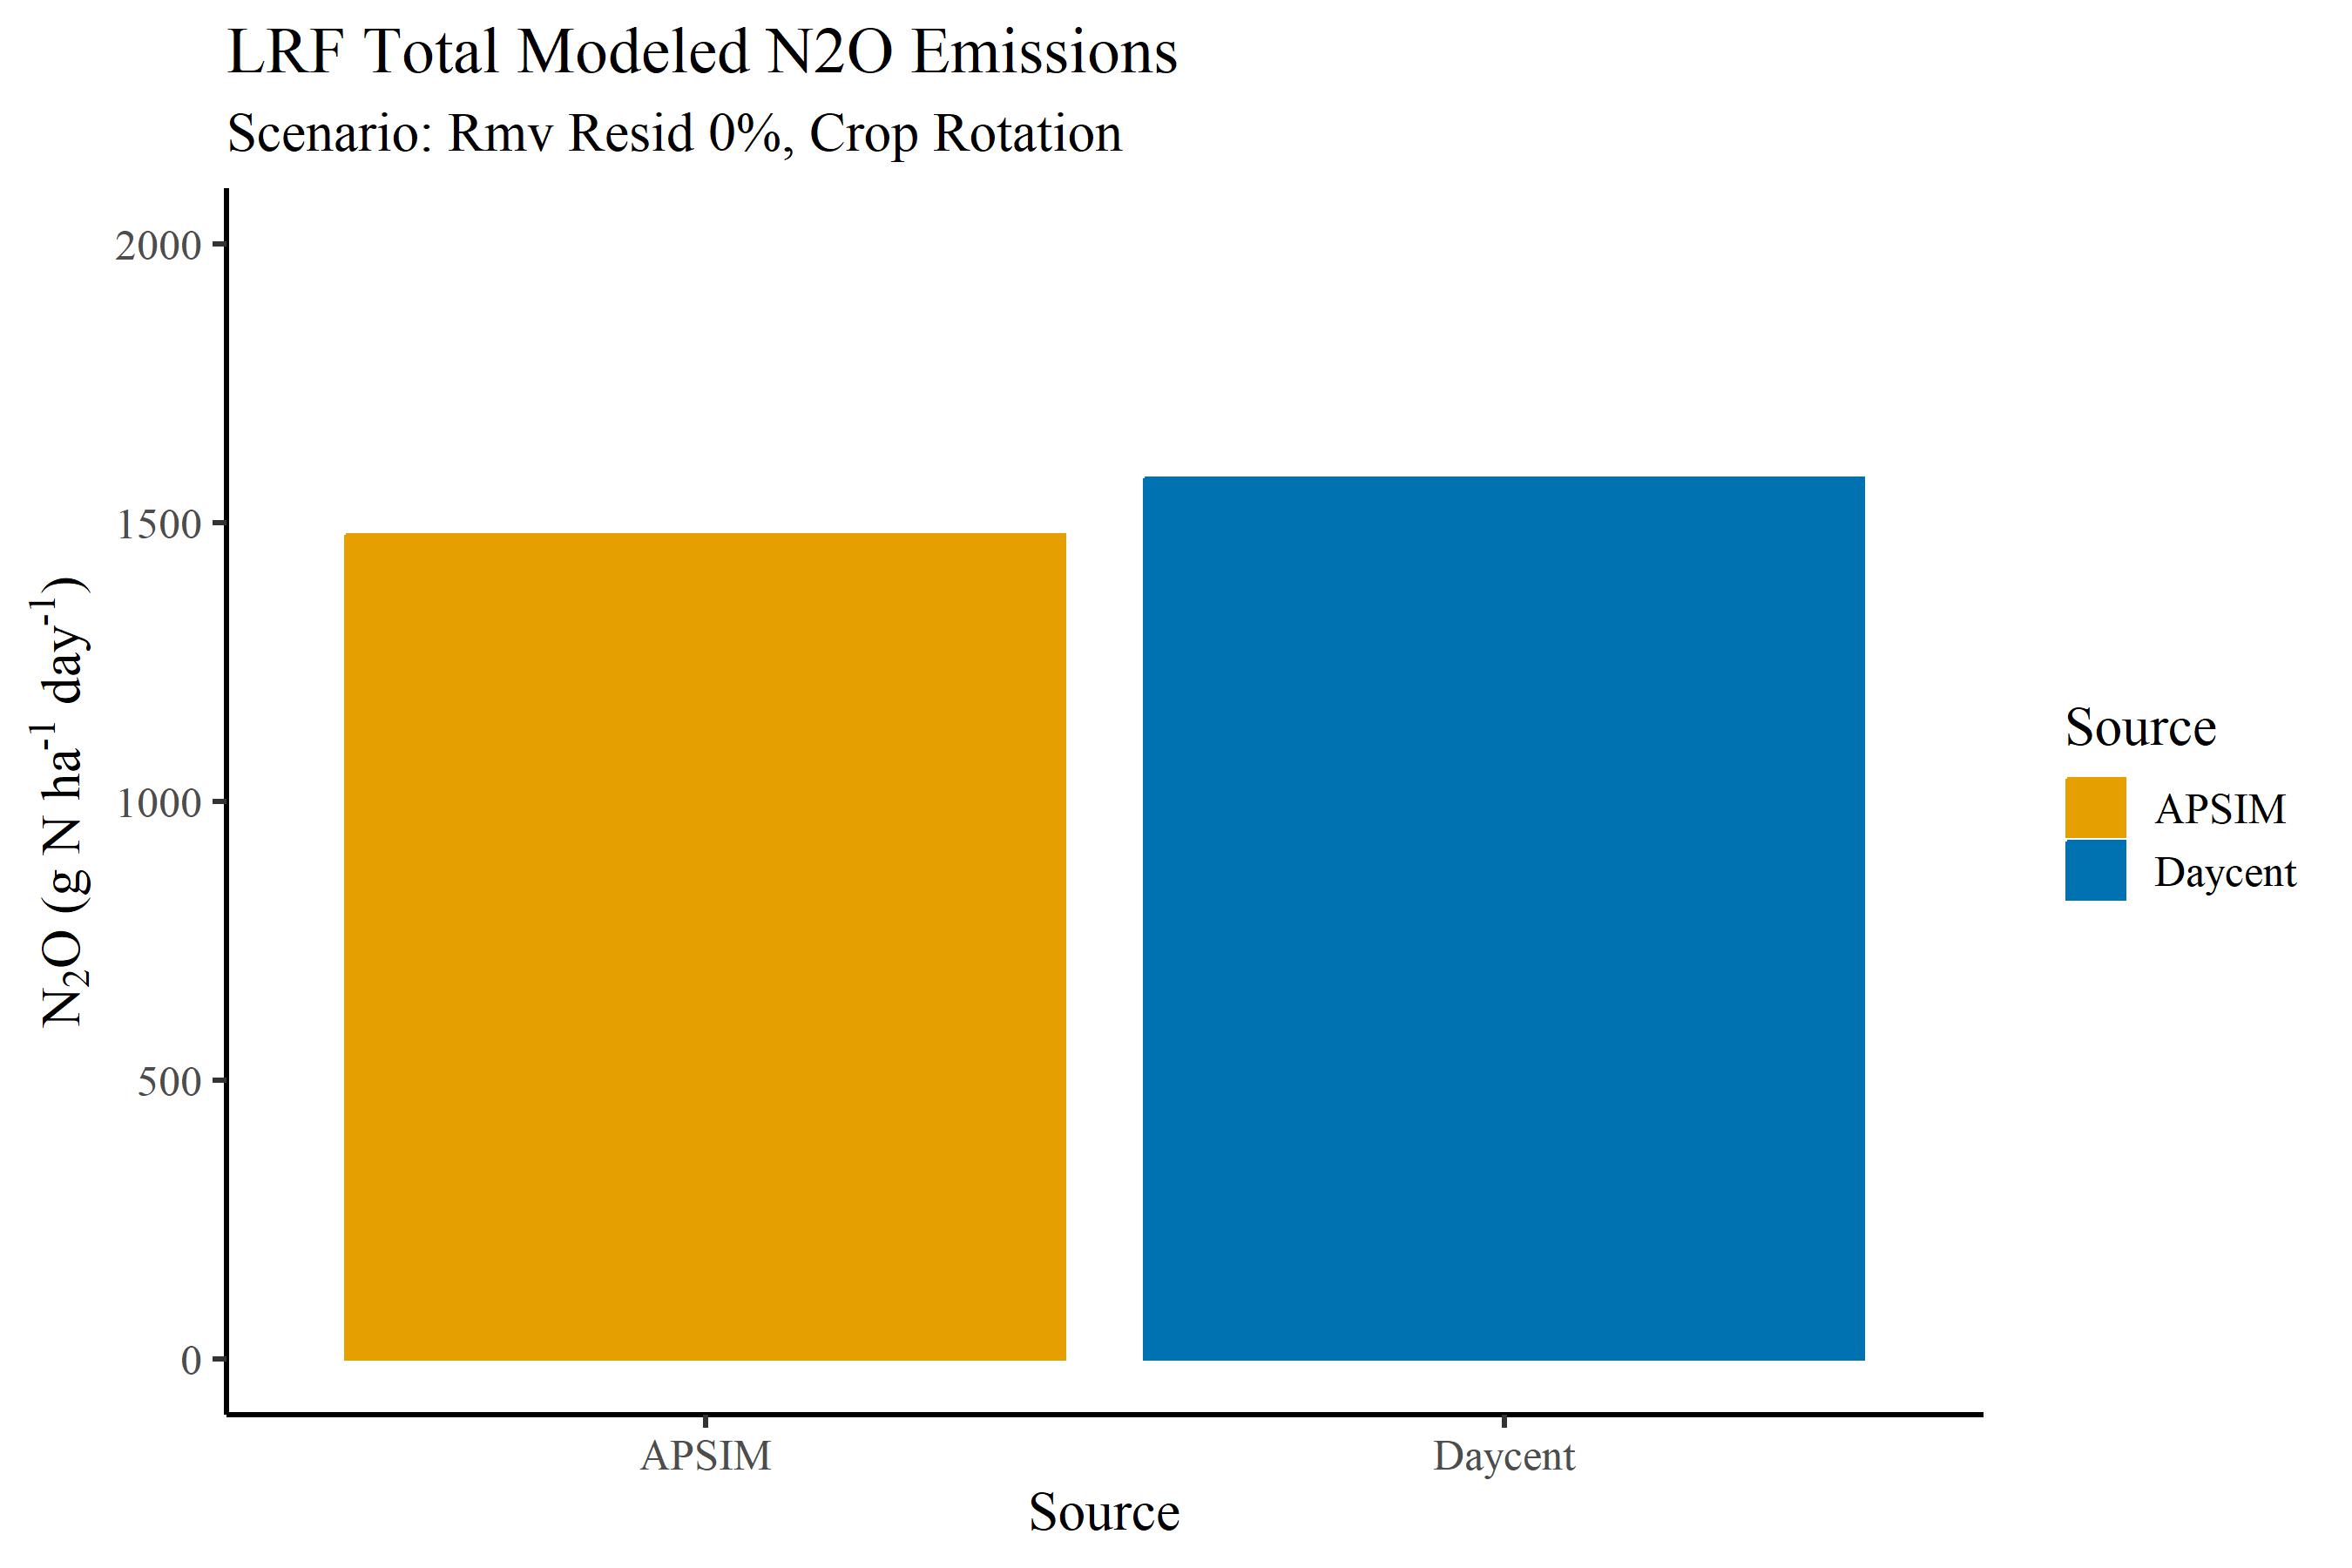 LRF Total Modeled N2O Emissions
Scenario: Rmv Resid 0%, Crop Rotation
N₂O (g N ha⁻¹ day⁻¹)
2000
1500
1000
500
0
APSIM
Daycent
Source
Source
APSIM
Daycent